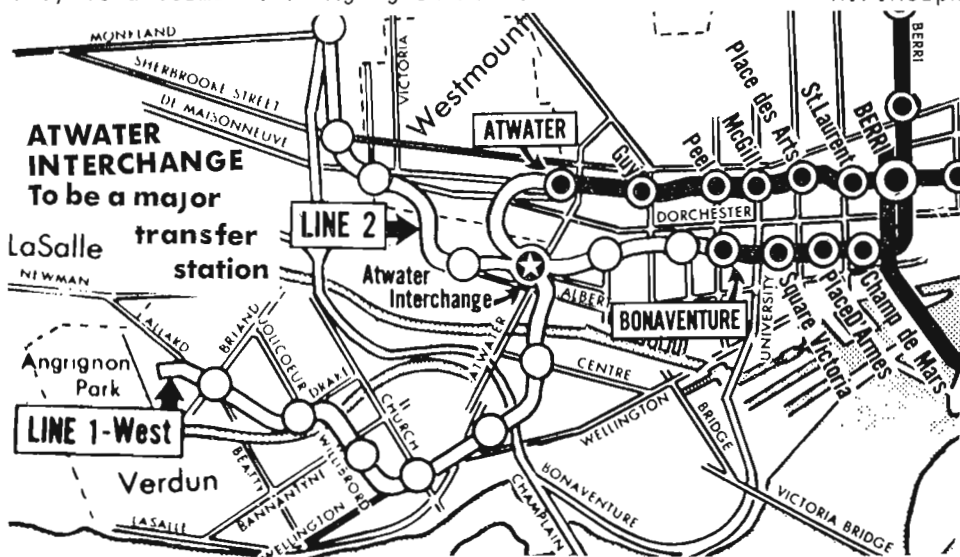 MONKLAND
SHERBROOKE STREET
DE MAISONNEUVE
VICTORIA
Westmount
BERRI
ATWATER
INTERCHANGE
To be a major
transfer
station
ATWATER
Guy
Peel
McGill
Place des Arts
St.Laurent
BERRI
DORCHESTER
LINE 2
LaSalle
NEWMAN
Atwater
Interchange
ALBERT
BONAVENTURE
UNIVERSITY
Square Victoria
PlaceD'Armes
Champ de Mars
ALLARD
BRIAND
JOLICOEUR
DRAKE
CHURCH
ATWATER
CENTRE
WELLINGTON
BRIDGE
Angrignon
Park
LINE 1-West
Verdun
BEATTY
WILLIBRORD
BANNANTYNE
WELLINGTON
LASALLE
CHAMPLAIN
BONAVENTURE
VICTORIA BRIDGE